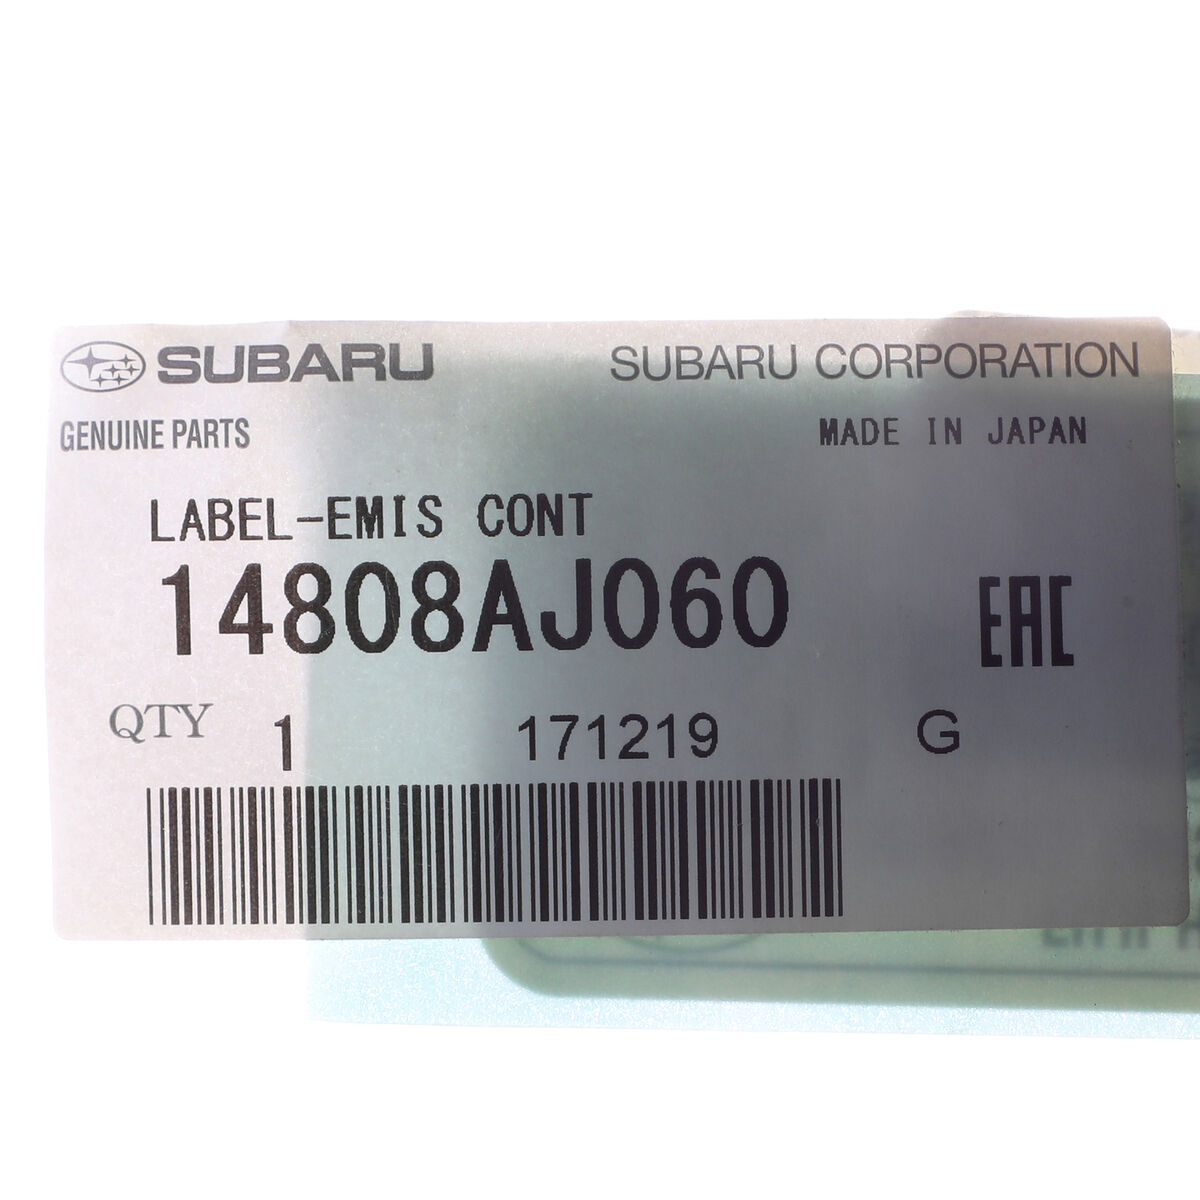 SUBARU SUBARU CORPORATION
GENUINE PARTS MADE IN JAPAN
LABEL-EMIS CONT
14808AJ060 EAC
QTY 1 171219 G